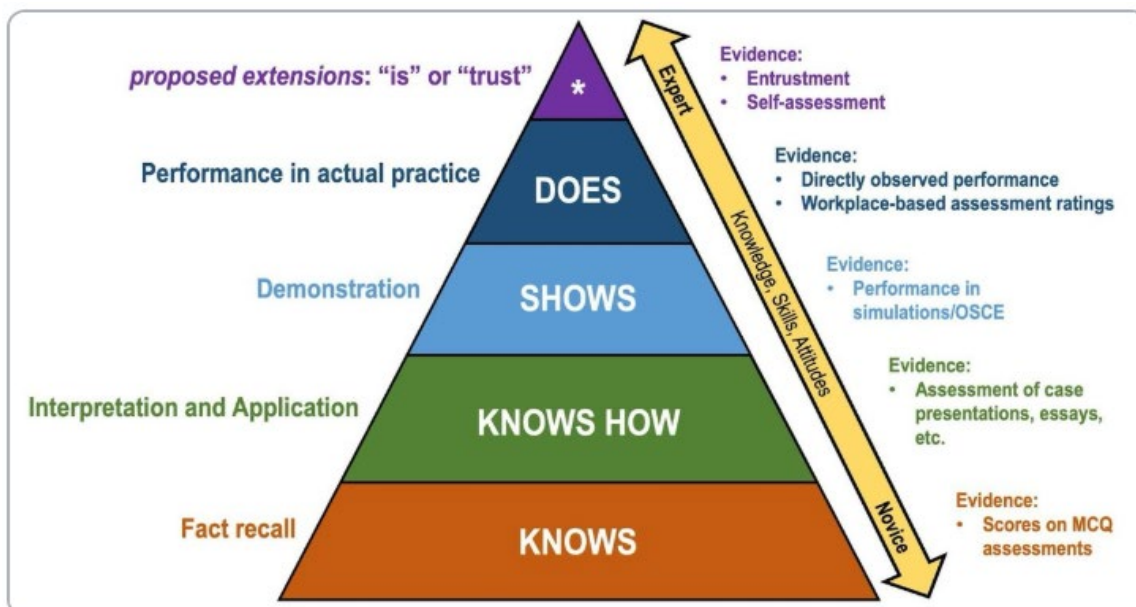 proposed extensions: “is” or “trust”
*
Evidence:
• Entrustment
• Self-assessment
Performance in actual practice
DOES
Evidence:
• Directly observed performance
• Workplace-based assessment ratings
Demonstration
SHOWS
Evidence:
• Performance in
simulations/OSCE
Interpretation and Application
KNOWS HOW
Evidence:
• Assessment of case
presentations, essays,
etc.
Fact recall
KNOWS
Evidence:
• Scores on MCQ
assessments
Expert
Knowledge, Skills, Attitudes
Novice